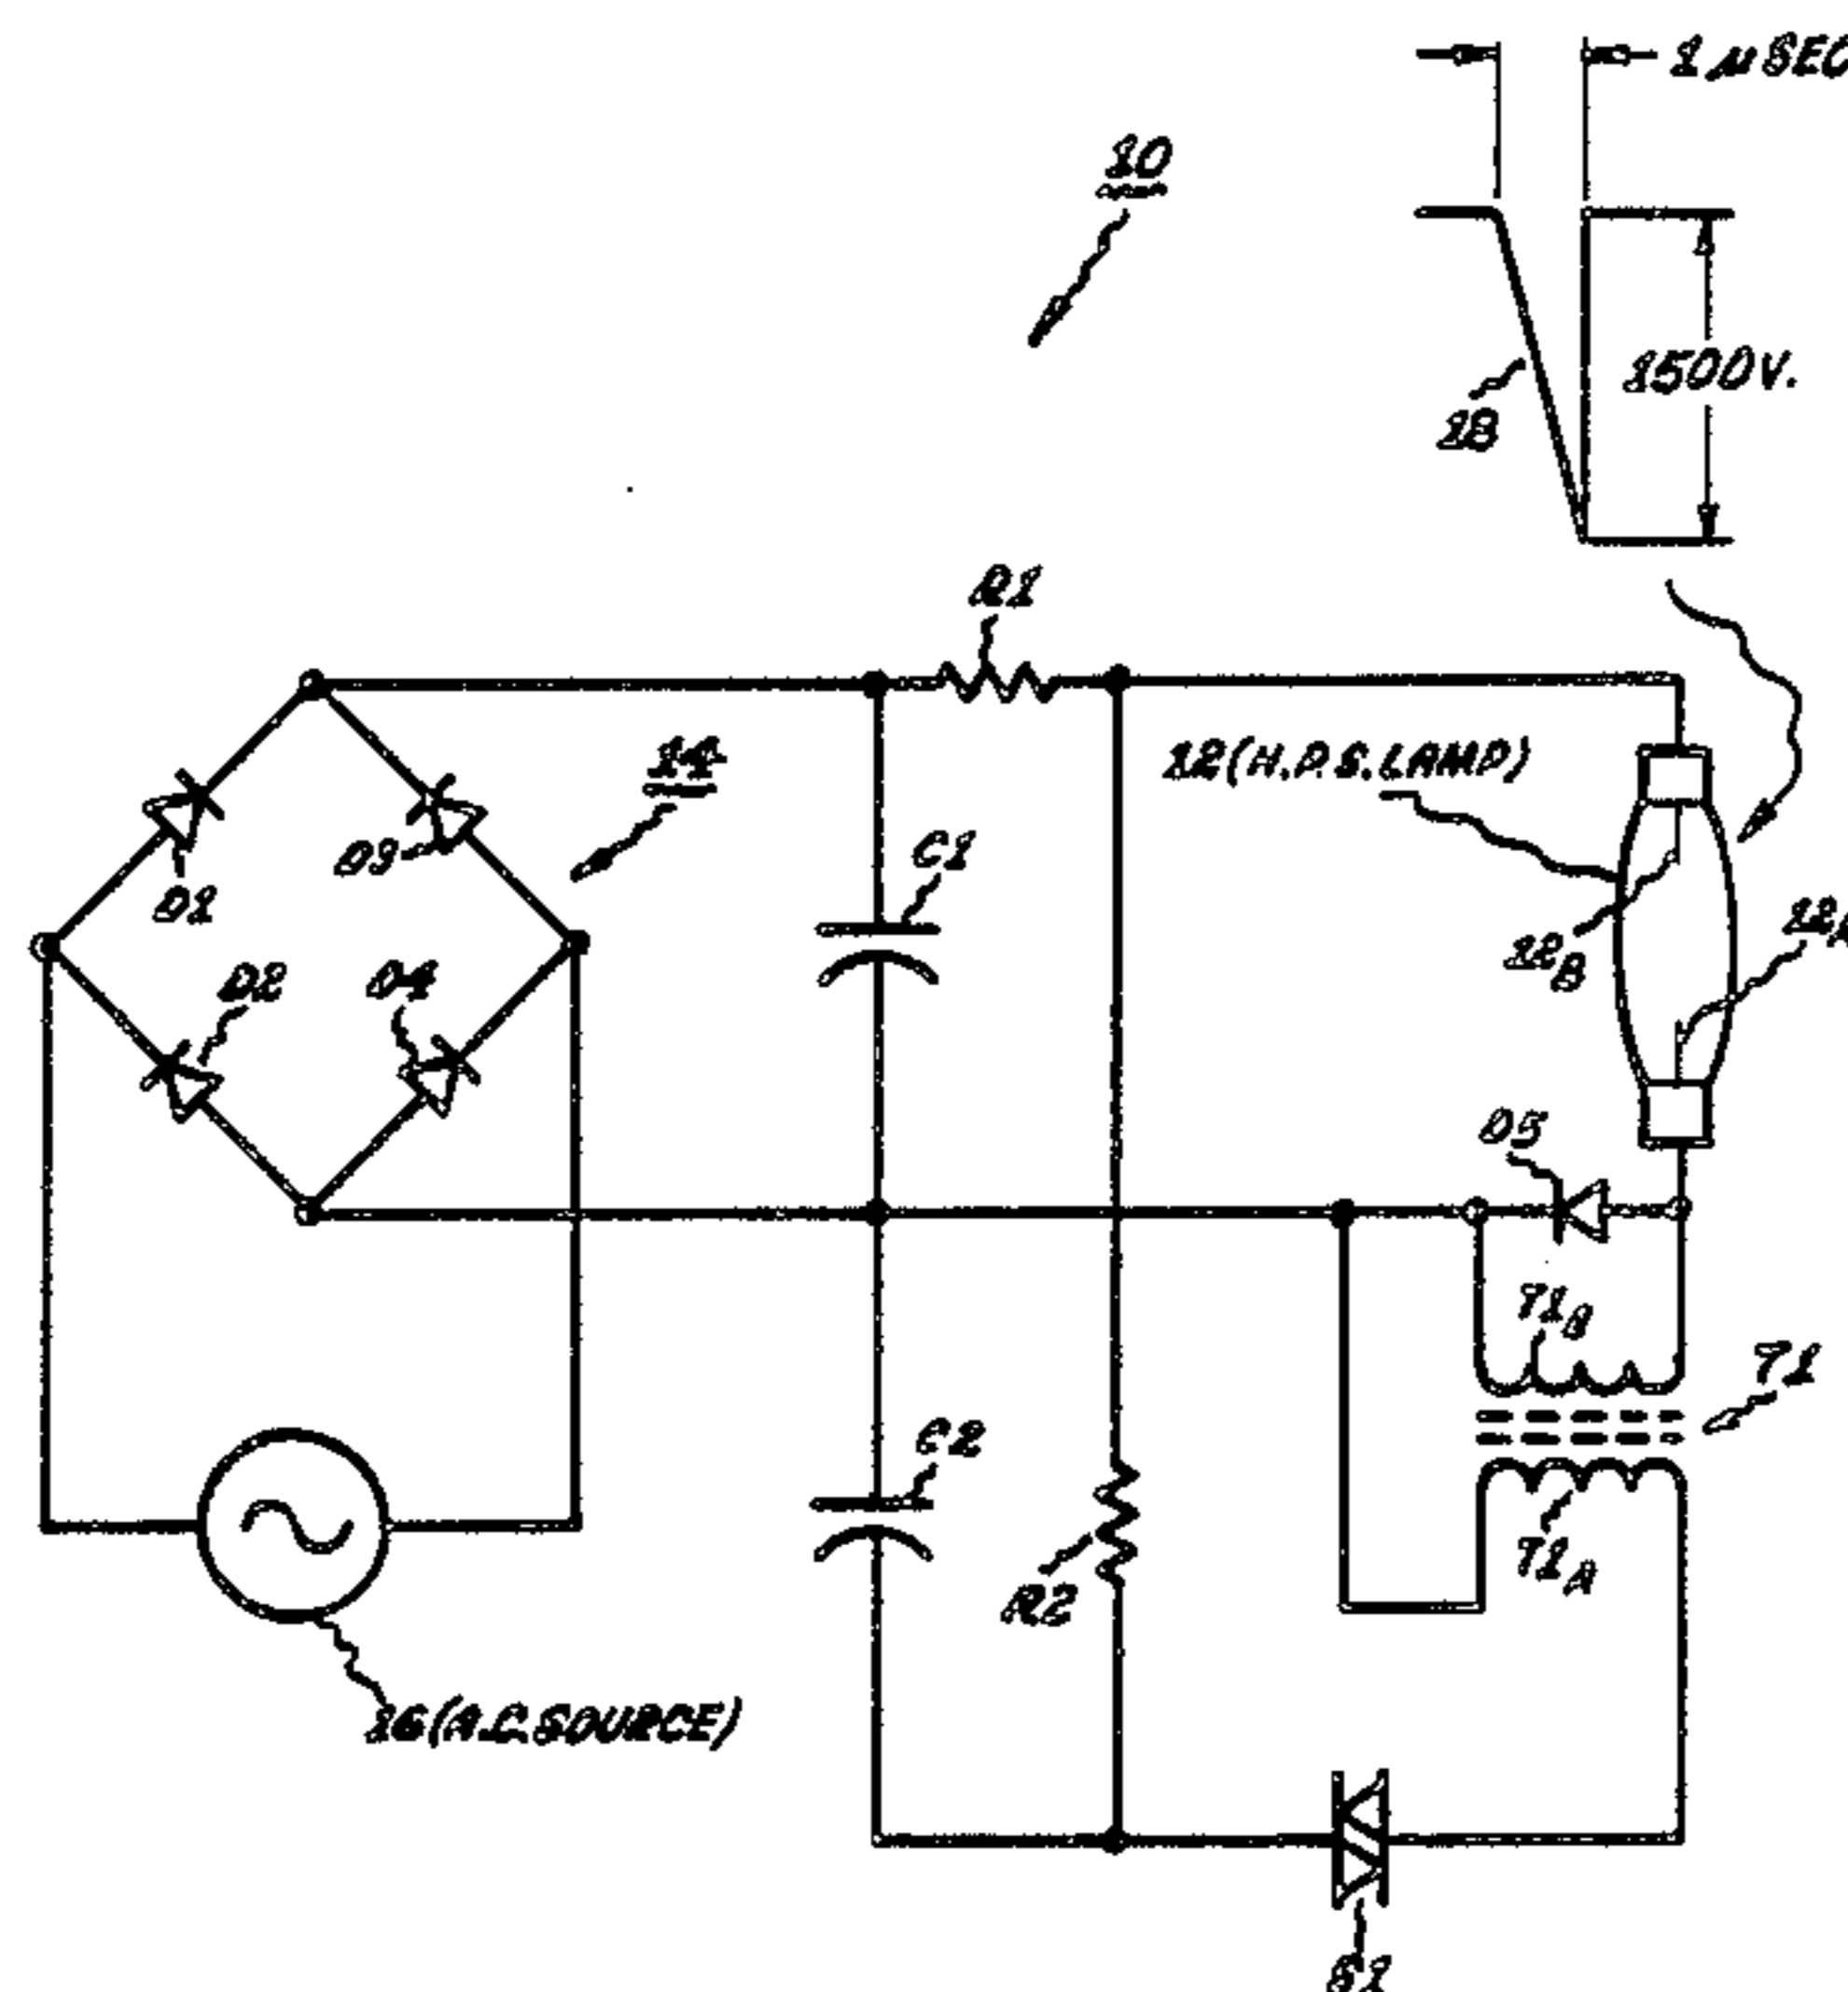 1 µSEC
10
1500V.
18
R1
14
12(H.P.S. LAMP)
D3
C1
D1
12A
12B
D2
D4
D5
T1B
T1
C2
T1A
R2
16(A.C. SOURCE)
S1